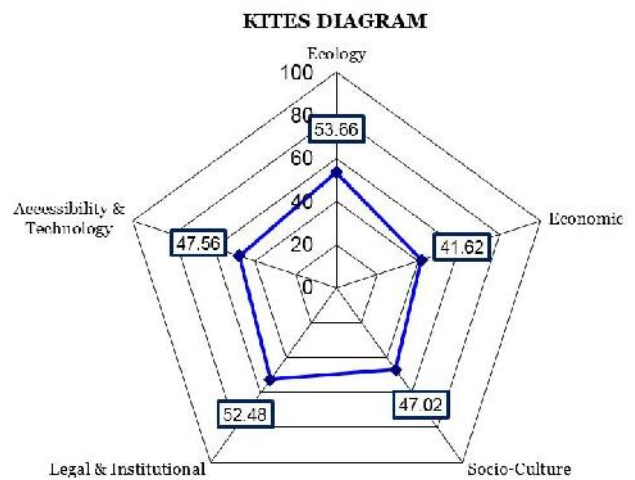 KITES DIAGRAM
Ecology
100
80
53.66
60
40
20
0
Accessibility &
Technology
47.56
Economic
41.62
52.48
47.02
Legal & Institutional
Socio-Culture